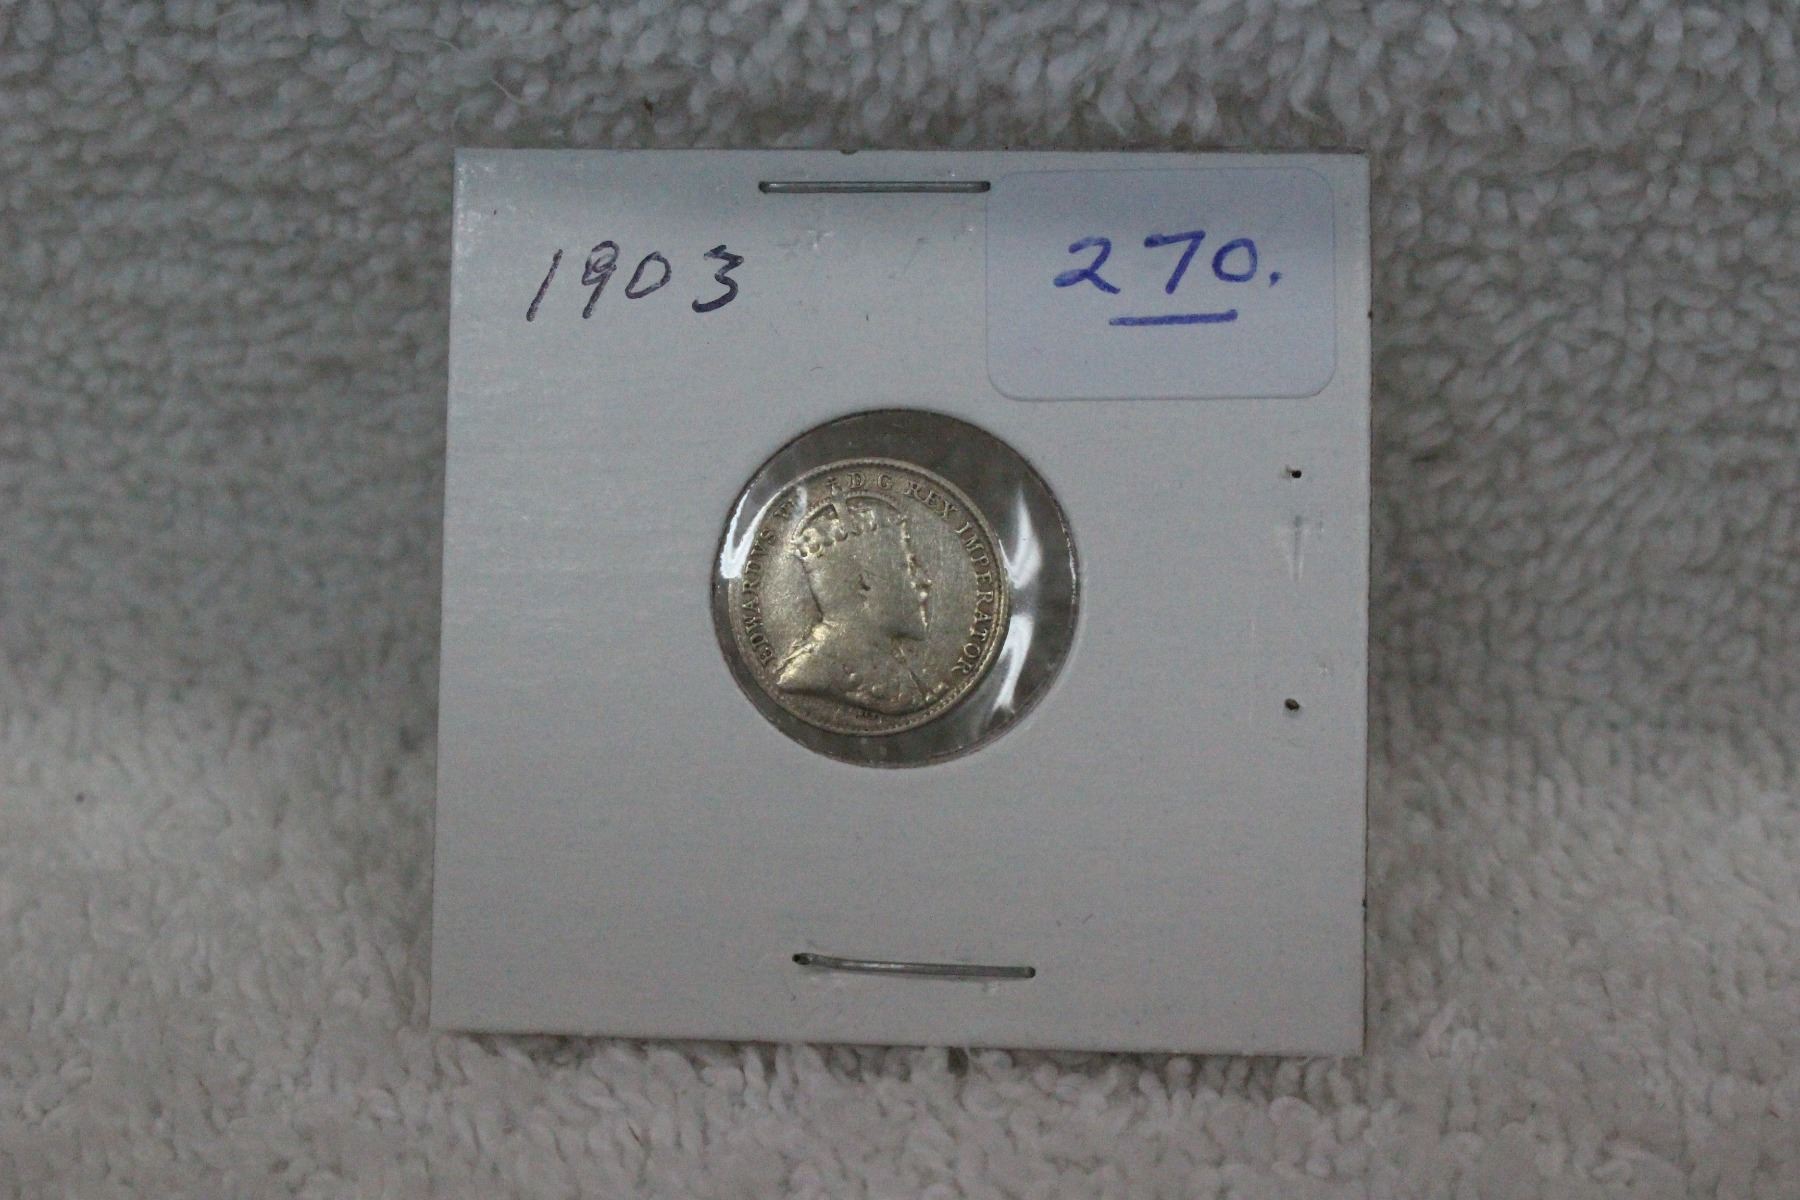 1903
270.
EDWARDVS VII D G REX IMPERATOR